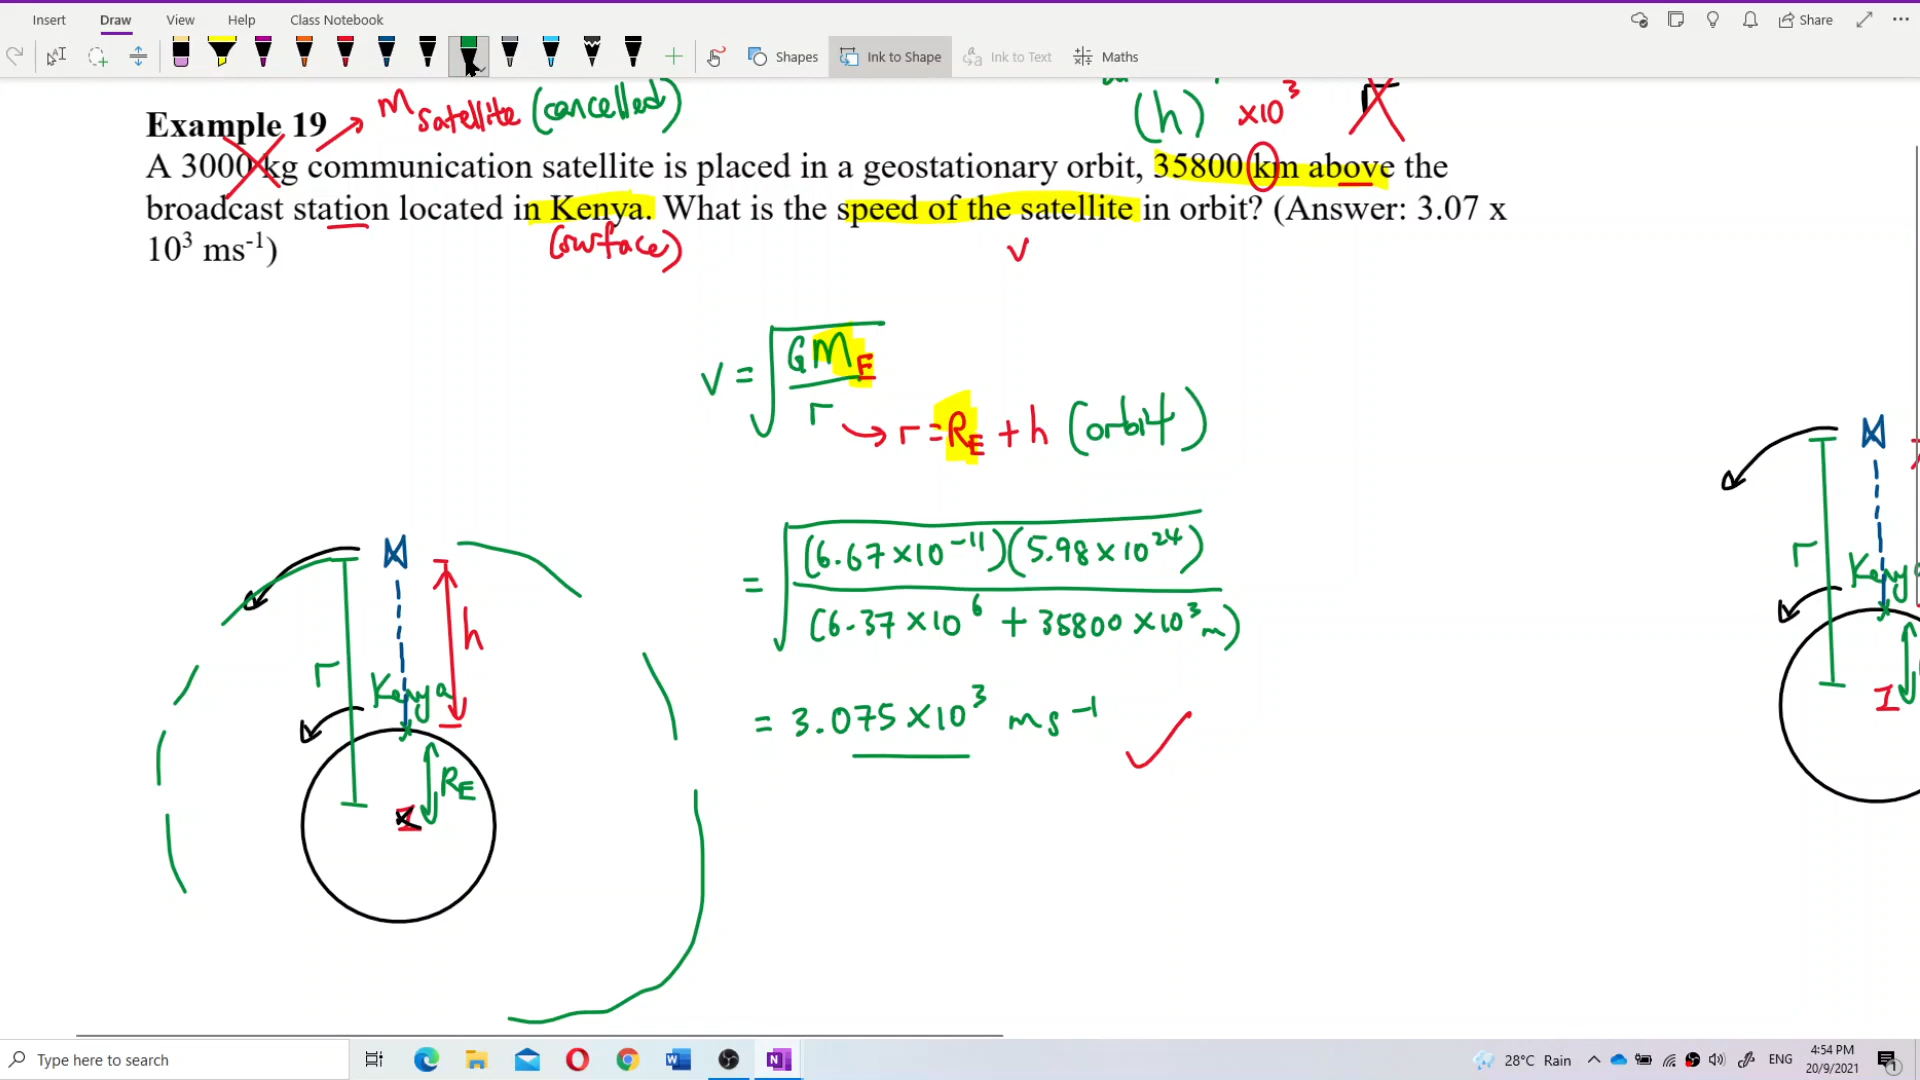 Insert Draw View Help Class Notebook Share
Shapes Ink to Shape Ink to Text Maths
m satellite (cancelled) (h) ×10³
Example 19
A 3000 kg communication satellite is placed in a geostationary orbit, 35800 km above the
broadcast station located in Kenya. What is the speed of the satellite in orbit? (Answer: 3.07 x
10³ ms⁻¹)
(surface) v
v = √(GM_E / r)
r = R_E + h (orbit)
= √((6.67×10⁻¹¹)(5.98×10²⁴) / (6.37×10⁶ + 35800×10³ m))
= 3.075×10³ ms⁻¹
h
r
Kenya
R_E
r
Kenya
Type here to search 28°C Rain ENG 4:54 PM
20/9/2021